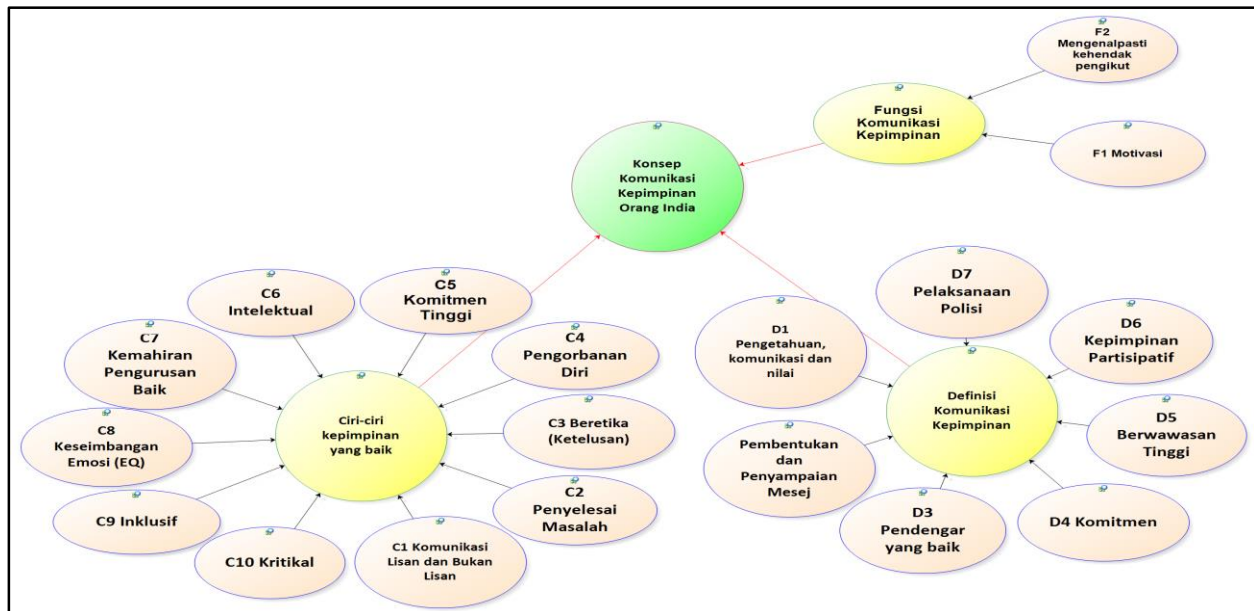 F2
Mengenalpasti
kehendak
pengikut
Fungsi
Komunikasi
Kepimpinan
F1 Motivasi
Konsep
Komunikasi
Kepimpinan
Orang India
C6
Intelektual
C5
Komitmen
Tinggi
C7
Kemahiran
Pengurusan
Baik
C4
Pengorbanan
Diri
Ciri-ciri
kepimpinan
yang baik
C8
Keseimbangan
Emosi (EQ)
C3 Beretika
(Ketelusan)
C9 Inklusif
C2
Penyelesai
Masalah
C10 Kritikal
C1 Komunikasi
Lisan dan Bukan
Lisan
D7
Pelaksanaan
Polisi
D1
Pengetahuan,
komunikasi dan
nilai
D6
Kepimpinan
Partisipatif
Definisi
Komunikasi
Kepimpinan
D5
Berwawasan
Tinggi
Pembentukan
dan
Penyampaian
Mesej
D3
Pendengar
yang baik
D4 Komitmen